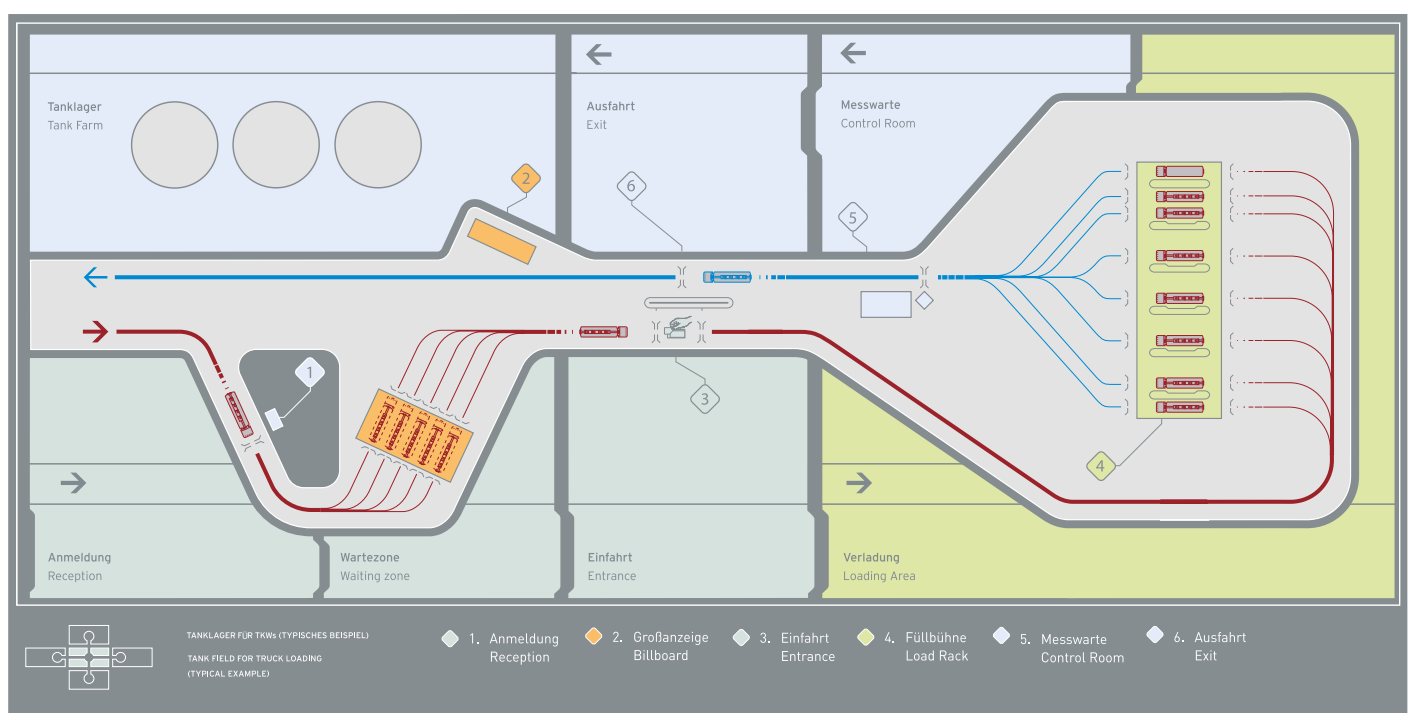 Tanklager
Tank Farm
Ausfahrt
Exit
Messwarte
Control Room
2
6
5
1
3
4
Anmeldung
Reception
Wartezone
Waiting zone
Einfahrt
Entrance
Verladung
Loading Area
TANKLAGER FÜR TKWs (TYPISCHES BEISPIEL)
TANK FIELD FOR TRUCK LOADING
(TYPICAL EXAMPLE)
1. Anmeldung
Reception
2. Großanzeige
Billboard
3. Einfahrt
Entrance
4. Füllbühne
Load Rack
5. Messwarte
Control Room
6. Ausfahrt
Exit